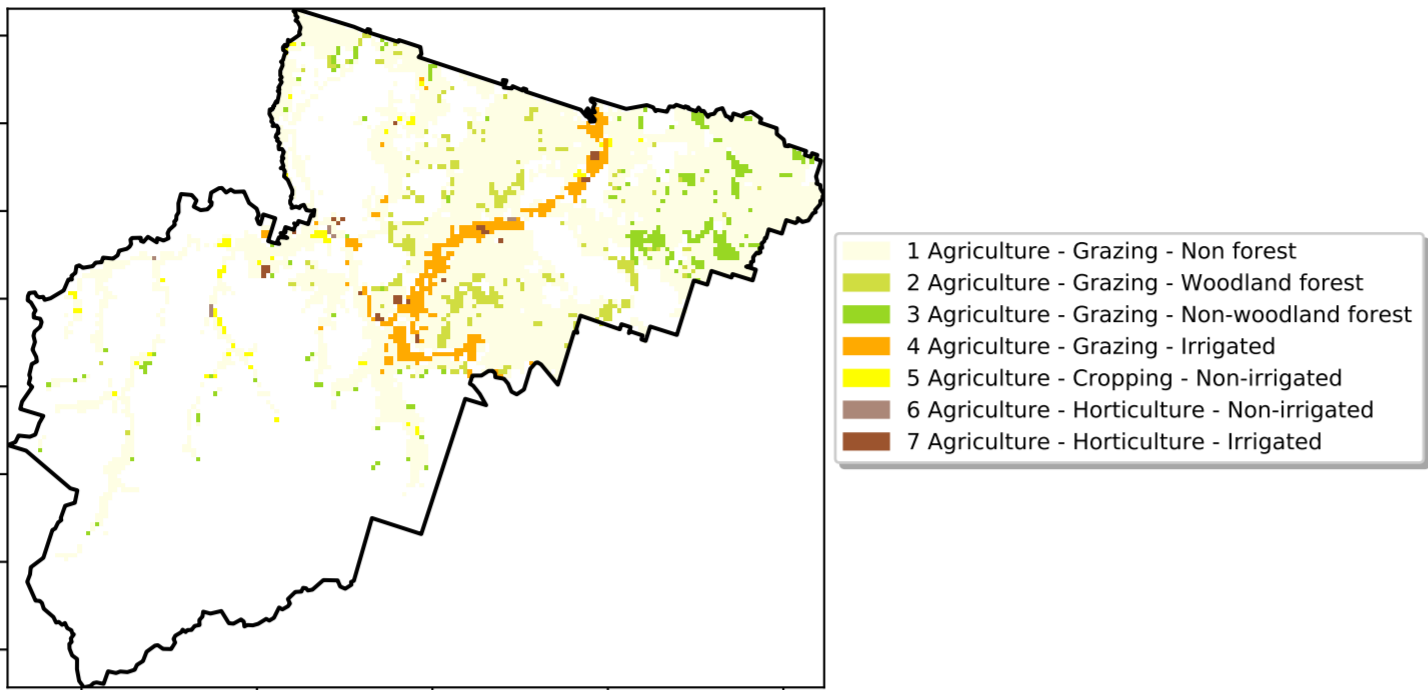 1 Agriculture - Grazing - Non forest
2 Agriculture - Grazing - Woodland forest
3 Agriculture - Grazing - Non-woodland forest
4 Agriculture - Grazing - Irrigated
5 Agriculture - Cropping - Non-irrigated
6 Agriculture - Horticulture - Non-irrigated
7 Agriculture - Horticulture - Irrigated